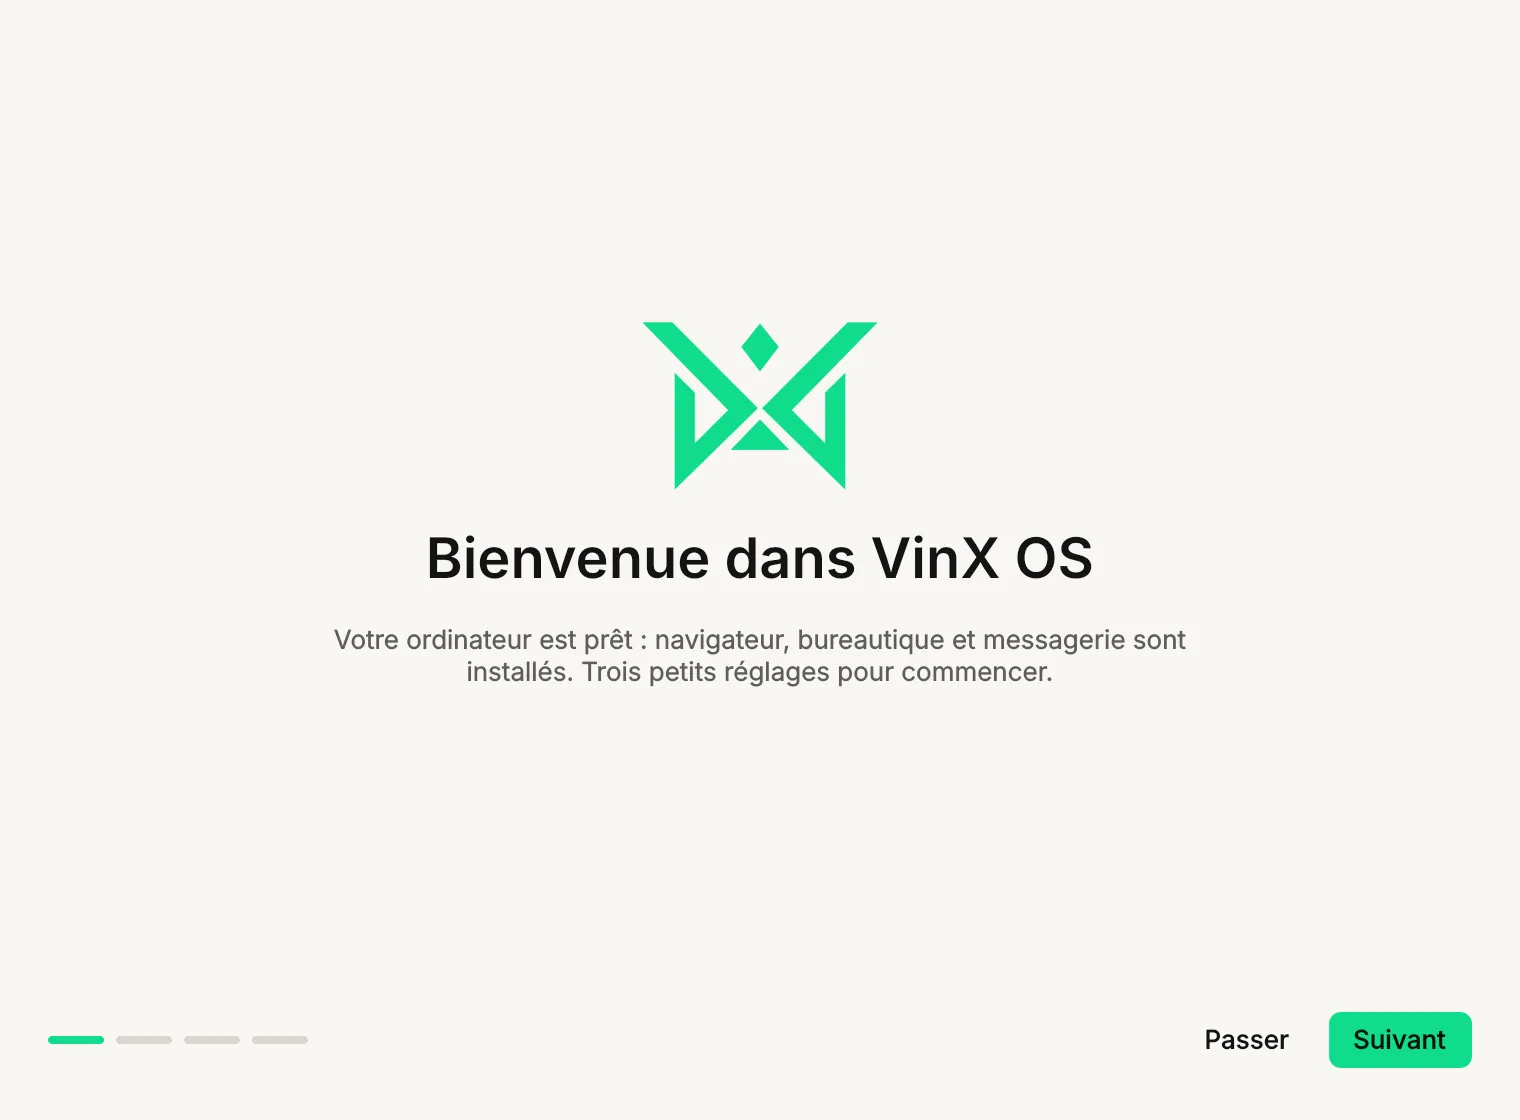 Bienvenue dans VinX OS
Votre ordinateur est prêt : navigateur, bureautique et messagerie sont
installés. Trois petits réglages pour commencer.
Passer
Suivant